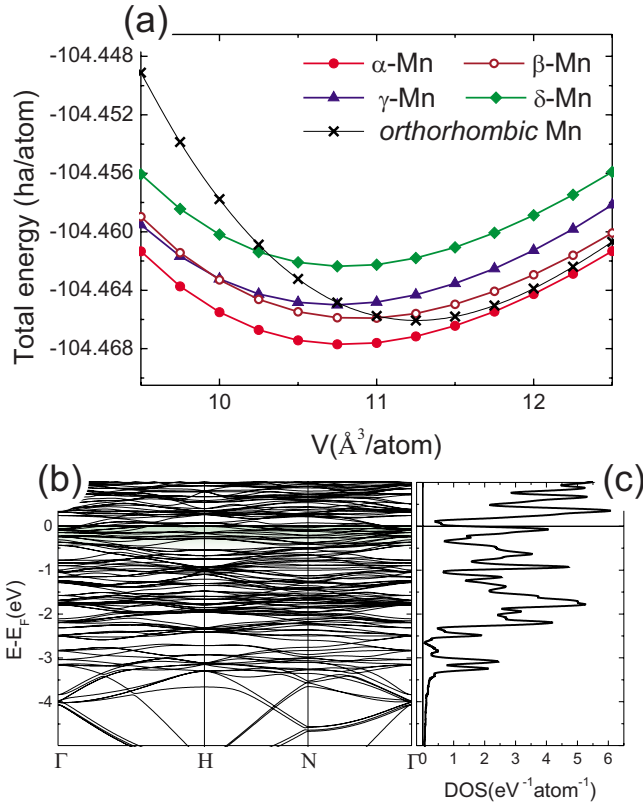 (a)
-104.448
-104.452
-104.456
-104.460
-104.464
-104.468
Total energy (ha/atom)
α-Mn
β-Mn
γ-Mn
δ-Mn
orthorhombic Mn
10
11
12
V(Å³/atom)
(b)
(c)
0
-1
-2
-3
-4
E-E_F(eV)
Γ
H
N
Γ
0
1
2
3
4
5
6
DOS(eV⁻¹atom⁻¹)